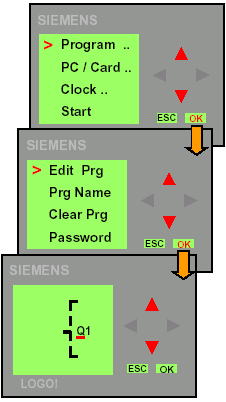 SIEMENS
> Program ..
PC / Card ..
Clock ..
Start
ESC OK
SIEMENS
> Edit Prg
Prg Name
Clear Prg
Password
ESC OK
SIEMENS
Q1
ESC OK
LOGO!